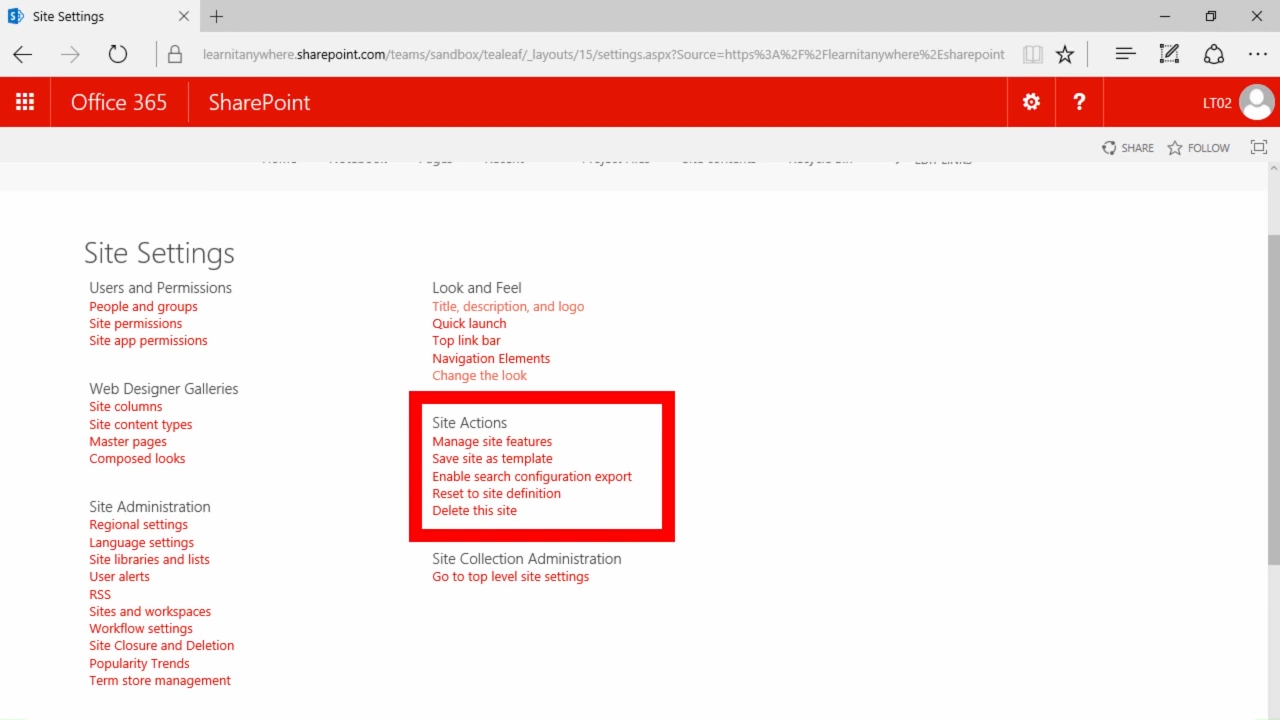 Site Settings
learnitanywhere.sharepoint.com/teams/sandbox/tealeaf/_layouts/15/settings.aspx?Source=https%3A%2F%2Flearnitanywhere%2Esharepoint
Office 365 SharePoint ? LT02
SHARE FOLLOW
Site Settings
Users and Permissions
People and groups
Site permissions
Site app permissions
Web Designer Galleries
Site columns
Site content types
Master pages
Composed looks
Site Administration
Regional settings
Language settings
Site libraries and lists
User alerts
RSS
Sites and workspaces
Workflow settings
Site Closure and Deletion
Popularity Trends
Term store management
Look and Feel
Title, description, and logo
Quick launch
Top link bar
Navigation Elements
Change the look
Site Actions
Manage site features
Save site as template
Enable search configuration export
Reset to site definition
Delete this site
Site Collection Administration
Go to top level site settings